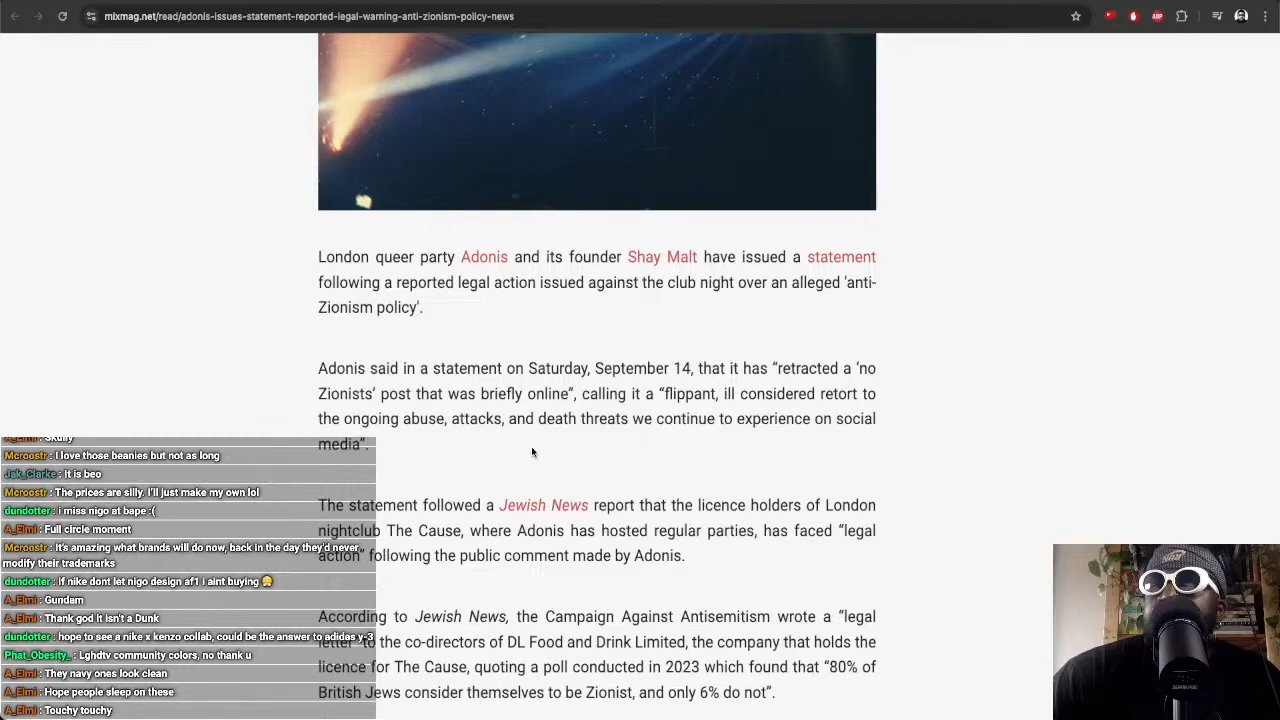 mixmag.net/read/adonis-issues-statement-reported-legal-warning-anti-zionism-policy-news
ABP
London queer party Adonis and its founder Shay Malt have issued a statement
following a reported legal action issued against the club night over an alleged 'anti-
Zionism policy'.
Adonis said in a statement on Saturday, September 14, that it has “retracted a ‘no
Zionists’ post that was briefly online”, calling it a “flippant, ill considered retort to
the ongoing abuse, attacks, and death threats we continue to experience on social
media”.
The statement followed a Jewish News report that the licence holders of London
nightclub The Cause, where Adonis has hosted regular parties, has faced “legal
action” following the public comment made by Adonis.
According to Jewish News, the Campaign Against Antisemitism wrote a “legal
letter” to the co-directors of DL Food and Drink Limited, the company that holds the
licence for The Cause, quoting a poll conducted in 2023 which found that “80% of
British Jews consider themselves to be Zionist, and only 6% do not”.
A_Elmi : Skully
Mcroostr : I love those beanies but not as long
Jak_Clarke : It is beo
Mcroostr : The prices are silly. I'll just make my own lol
dundotter : i miss nigo at bape :(
A_Elmi : Full circle moment
Mcroostr : It's amazing what brands will do now, back in the day they'd never
modify their trademarks
dundotter : if nike dont let nigo design af1 i aint buying 😤
A_Elmi : Gundam
A_Elmi : Thank god it isn't a Dunk
dundotter : hope to see a nike x kenzo collab, could be the answer to adidas y-3
Phat_Obesity_ : Lghdtv community colors, no thank u
A_Elmi : They navy ones look clean
A_Elmi : Hope people sleep on these
A_Elmi : Touchy touchy
SHURE